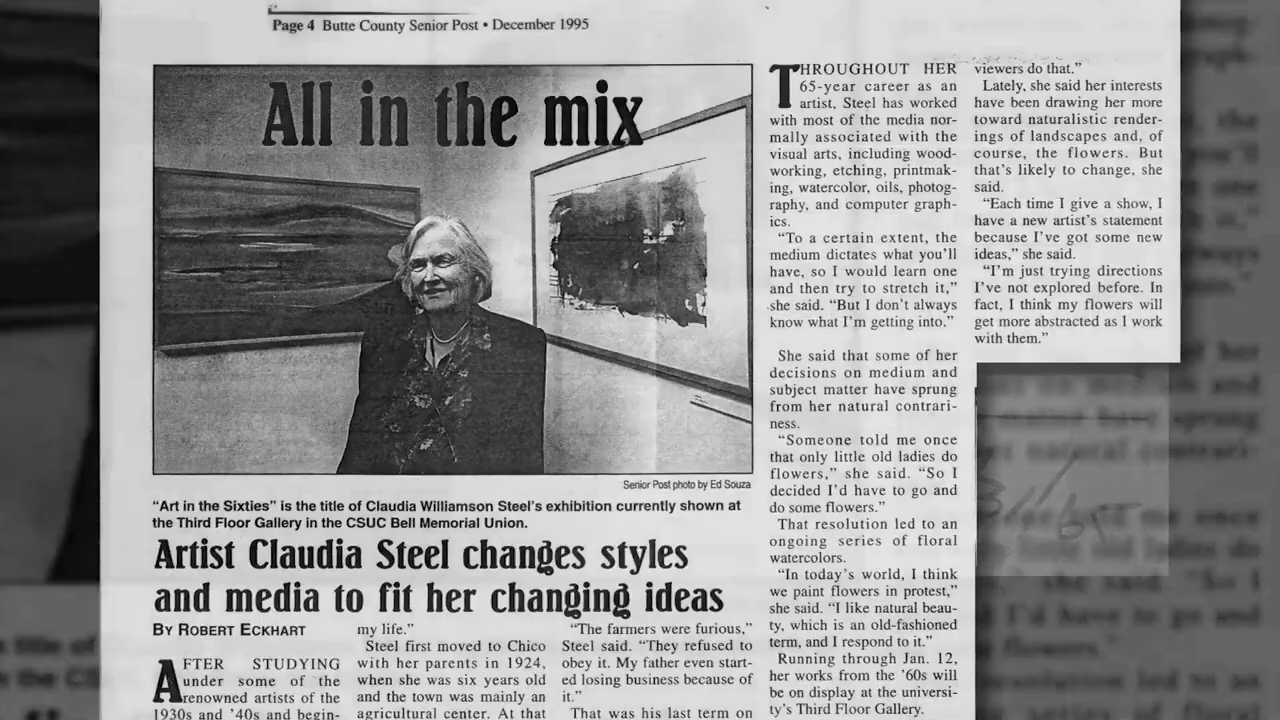 Page 4 Butte County Senior Post • December 1995
All in the mix
Senior Post photo by Ed Souza
“Art in the Sixties” is the title of Claudia Williamson Steel’s exhibition currently shown at
the Third Floor Gallery in the CSUC Bell Memorial Union.
Artist Claudia Steel changes styles
and media to fit her changing ideas
BY ROBERT ECKHART
AFTER STUDYING
under some of the
renowned artists of the
1930s and ’40s and begin-
my life.”
Steel first moved to Chico
with her parents in 1924,
when she was six years old
and the town was mainly an
agricultural center. At that
“The farmers were furious,”
Steel said. “They refused to
obey it. My father even start-
ed losing business because of
it.”
That was his last term on
THROUGHOUT HER
65-year career as an
artist, Steel has worked
with most of the media nor-
mally associated with the
visual arts, including wood-
working, etching, printmak-
ing, watercolor, oils, photog-
raphy, and computer graph-
ics.
“To a certain extent, the
medium dictates what you’ll
have, so I would learn one
and then try to stretch it,”
she said. “But I don’t always
know what I’m getting into.”
She said that some of her
decisions on medium and
subject matter have sprung
from her natural contrari-
ness.
“Someone told me once
that only little old ladies do
flowers,” she said. “So I
decided I’d have to go and
do some flowers.”
That resolution led to an
ongoing series of floral
watercolors.
“In today’s world, I think
we paint flowers in protest,”
she said. “I like natural beau-
ty, which is an old-fashioned
term, and I respond to it.”
Running through Jan. 12,
her works from the ’60s will
be on display at the universi-
ty’s Third Floor Gallery.
viewers do that.”
Lately, she said her interests
have been drawing her more
toward naturalistic render-
ings of landscapes and, of
course, the flowers. But
that’s likely to change, she
said.
“Each time I give a show, I
have a new artist’s statement
because I’ve got some new
ideas,” she said.
“I’m just trying directions
I’ve not explored before. In
fact, I think my flowers will
get more abstracted as I work
with them.”